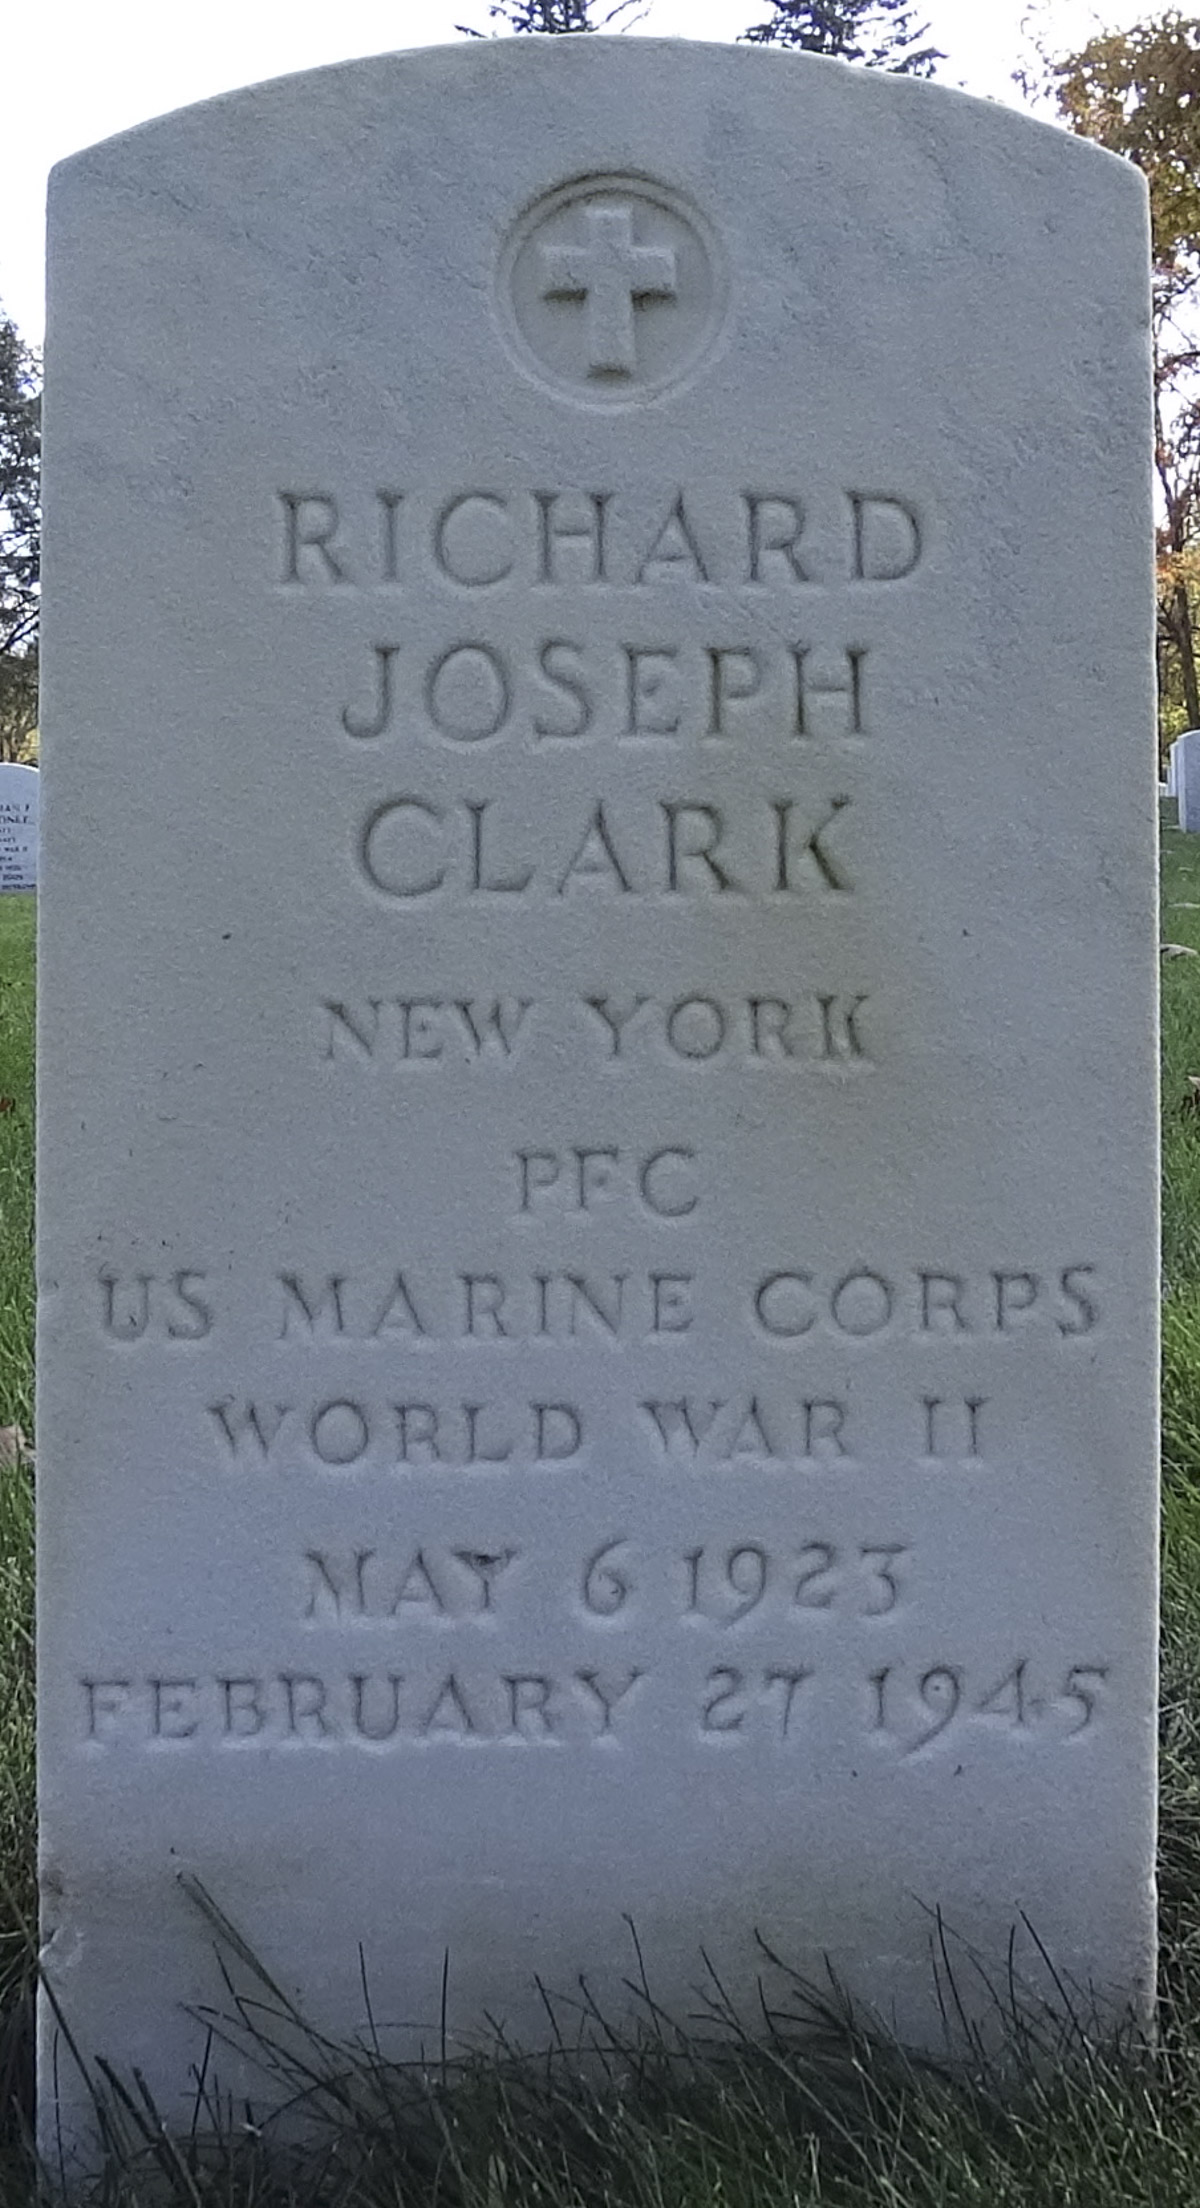 RICHARD
JOSEPH
CLARK
NEW YORK
PFC
US MARINE CORPS
WORLD WAR II
MAY 6 1923
FEBRUARY 27 1945